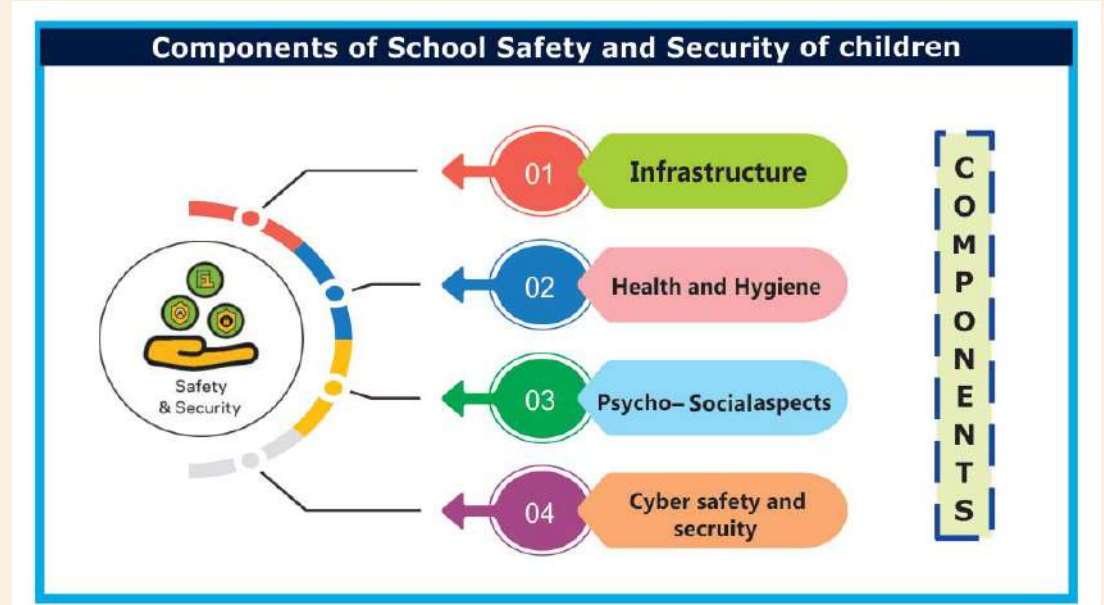 Components of School Safety and Security of children
Safety
& Security
01
Infrastructure
02
Health and Hygiene
03
Psycho-Socialaspects
04
Cyber safety and
secruity
C
O
M
P
O
N
E
N
T
S